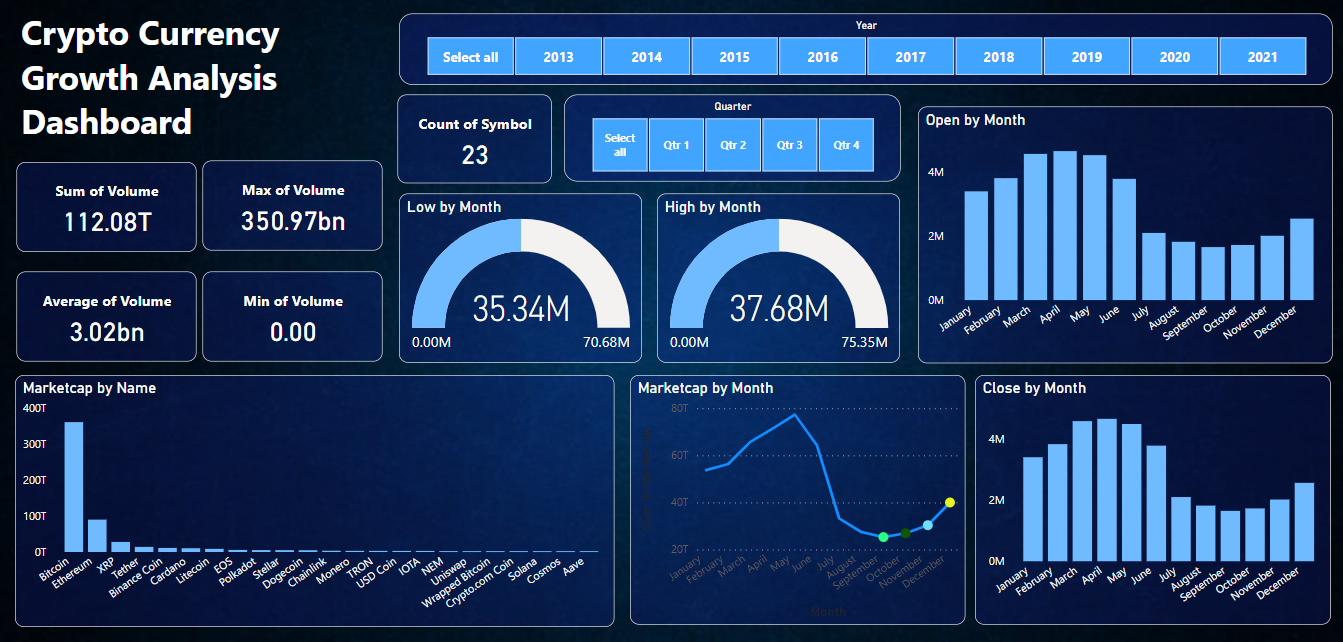 Crypto Currency
Growth Analysis
Dashboard
Year
Select all 2013 2014 2015 2016 2017 2018 2019 2020 2021
Count of Symbol
23
Quarter
Select
all
Qtr 1 Qtr 2 Qtr 3 Qtr 4
Sum of Volume
112.08T
Max of Volume
350.97bn
Average of Volume
3.02bn
Min of Volume
0.00
Low by Month
35.34M
0.00M 70.68M
High by Month
37.68M
0.00M 75.35M
Open by Month
4M
2M
0M
January February March April May June July August September October November December
Marketcap by Name
400T
300T
200T
100T
0T
Bitcoin Ethereum XRP Tether Binance Coin Cardano Litecoin EOS Polkadot Stellar Dogecoin Chainlink Monero TRON USD Coin IOTA NEM Uniswap Wrapped Bitcoin Crypto.com Coin Solana Cosmos Aave
Marketcap by Month
80T
60T
40T
20T
January February March April May June July August September October November December
Month
Close by Month
4M
2M
0M
January February March April May June July August September October November December